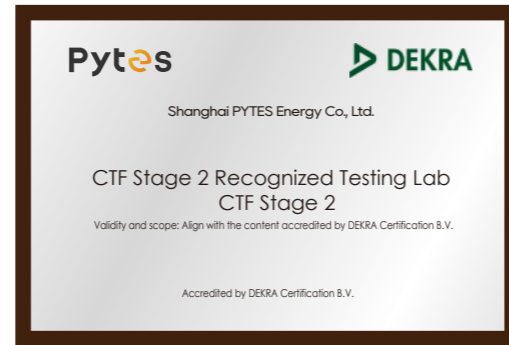 Pytes
DEKRA
Shanghai PYTES Energy Co., Ltd.
CTF Stage 2 Recognized Testing Lab
CTF Stage 2
Validity and scope: Align with the content accredited by DEKRA Certification B.V.
Accredited by DEKRA Certification B.V.